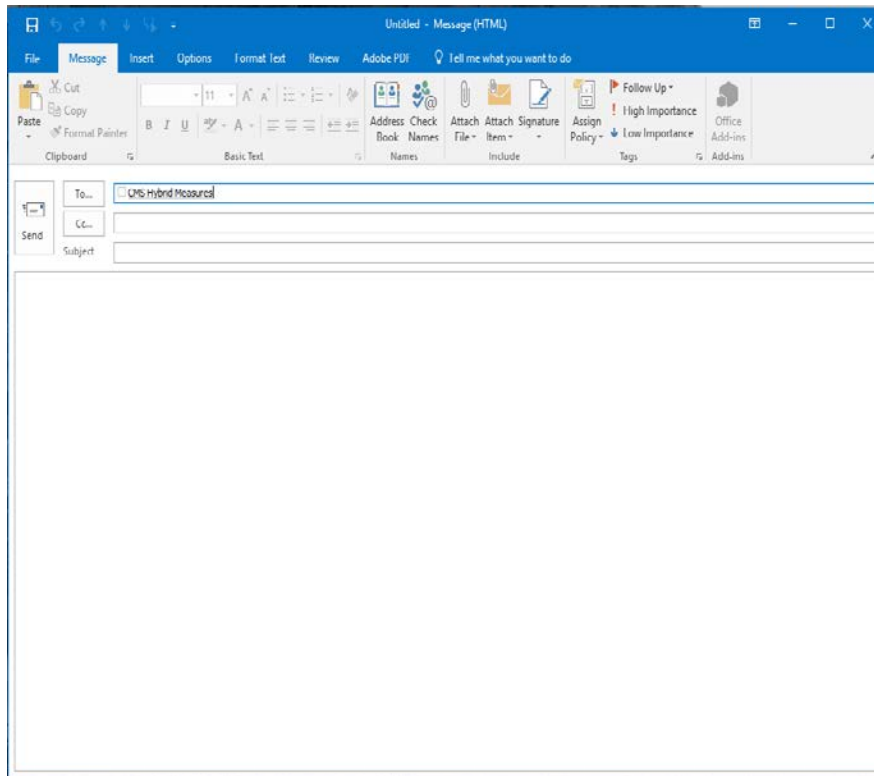 Untitled - Message (HTML)
File Message Insert Options Format Text Review Adobe PDF Tell me what you want to do
Cut
Copy
Format Painter
Paste
Clipboard
11
B I U
A
Basic Text
Address Book
Check Names
Names
Attach File
Attach Item
Signature
Include
Assign Policy
Follow Up
High Importance
Low Importance
Tags
Office Add-ins
Add-ins
Send
To...
CMS Hybrid Measures
Cc...
Subject